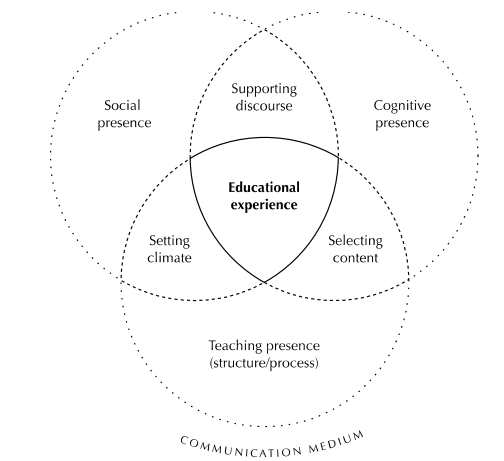 Supporting
discourse
Social
presence
Cognitive
presence
Educational
experience
Setting
climate
Selecting
content
Teaching presence
(structure/process)
COMMUNICATION MEDIUM